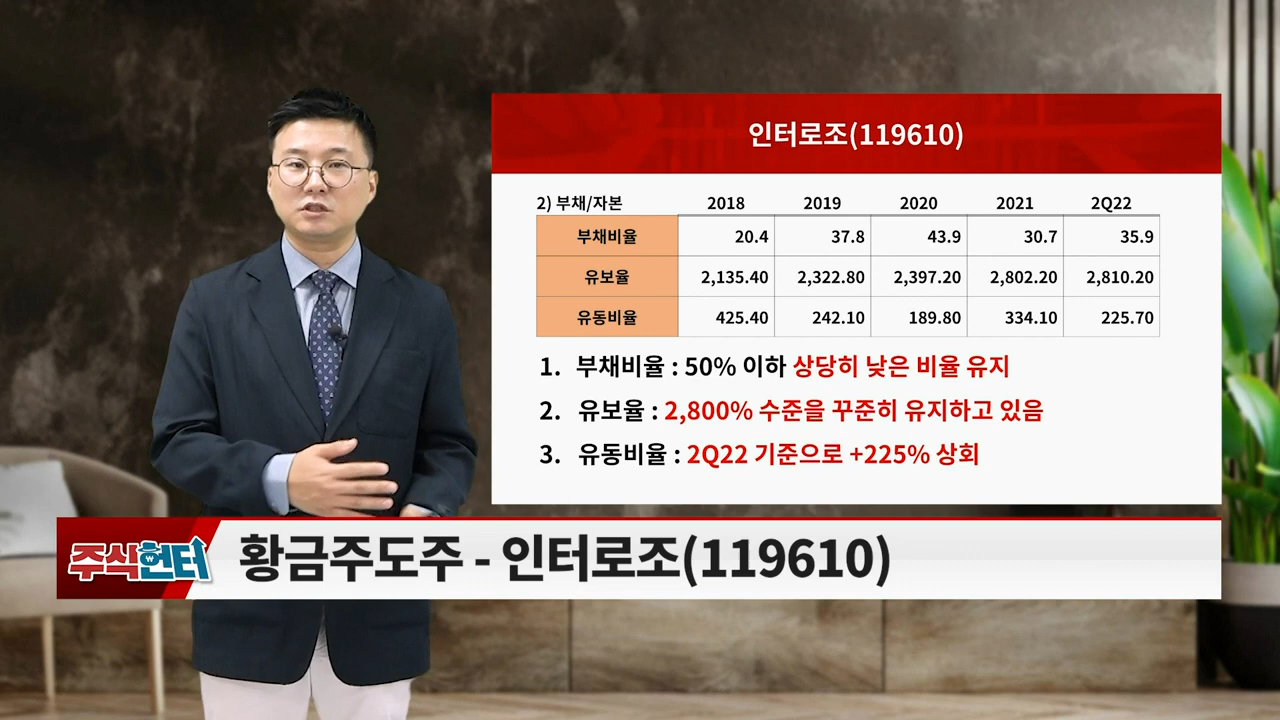 인터로조(119610)
2) 부채/자본 2018 2019 2020 2021 2Q22
부채비율 20.4 37.8 43.9 30.7 35.9
유보율 2,135.40 2,322.80 2,397.20 2,802.20 2,810.20
유동비율 425.40 242.10 189.80 334.10 225.70
1. 부채비율 : 50% 이하 상당히 낮은 비율 유지
2. 유보율 : 2,800% 수준을 꾸준히 유지하고 있음
3. 유동비율 : 2Q22 기준으로 +225% 상회
주식헌터 황금주도주 - 인터로조(119610)